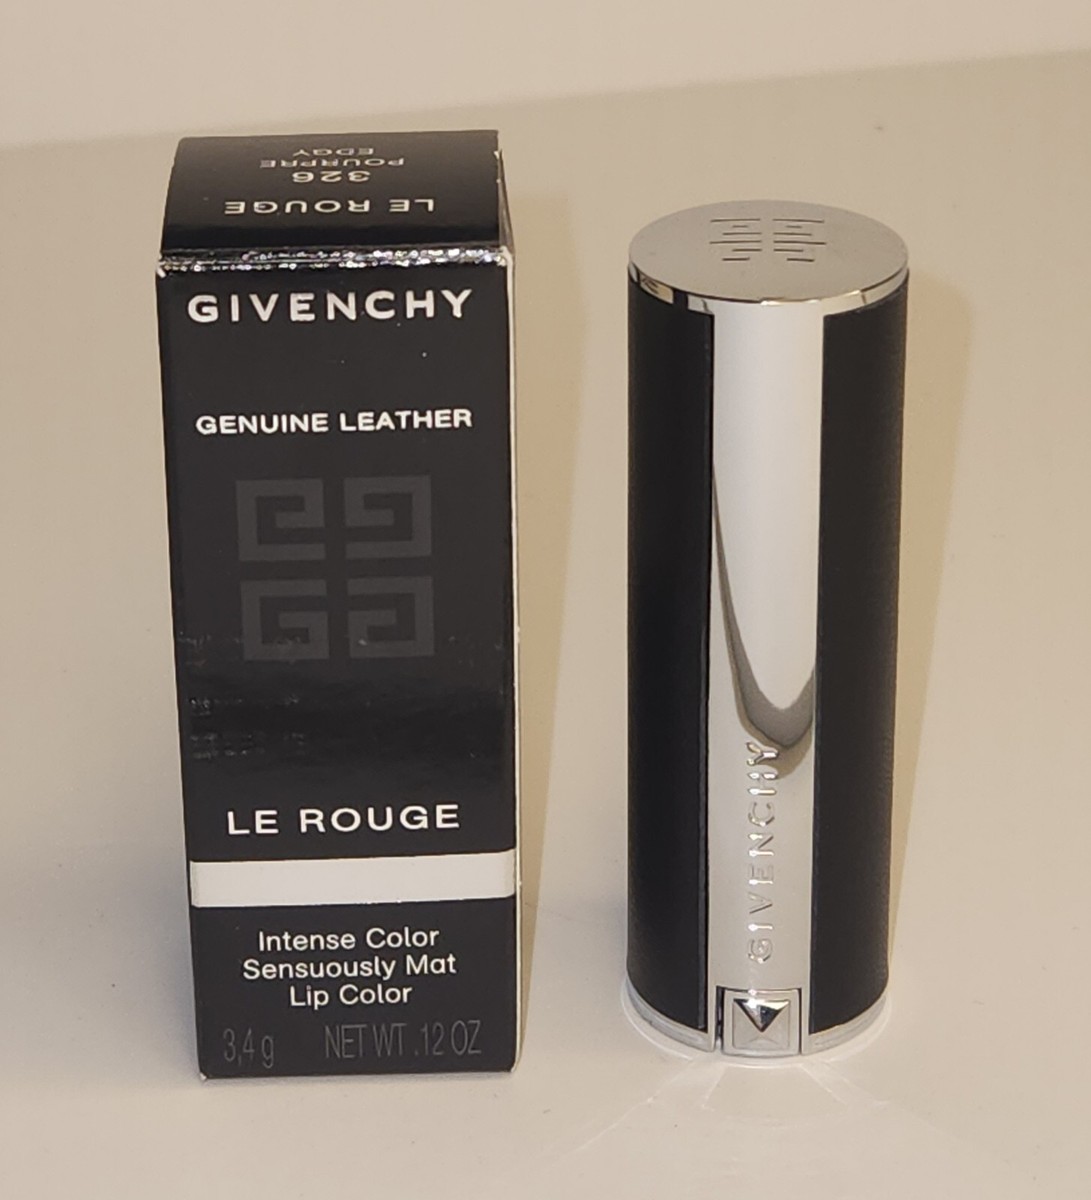 LE ROUGE
326
POURPRE
EDGY
GIVENCHY
GENUINE LEATHER
LE ROUGE
Intense Color
Sensuously Mat
Lip Color
3,4 g NET WT .12 OZ
GIVENCHY